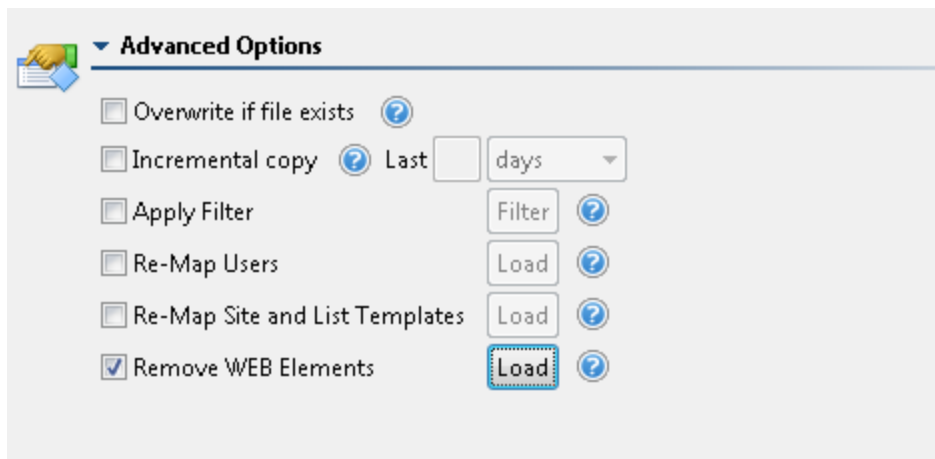 Advanced Options
Overwrite if file exists ?
Incremental copy ? Last days
Apply Filter Filter ?
Re-Map Users Load ?
Re-Map Site and List Templates Load ?
Remove WEB Elements Load ?